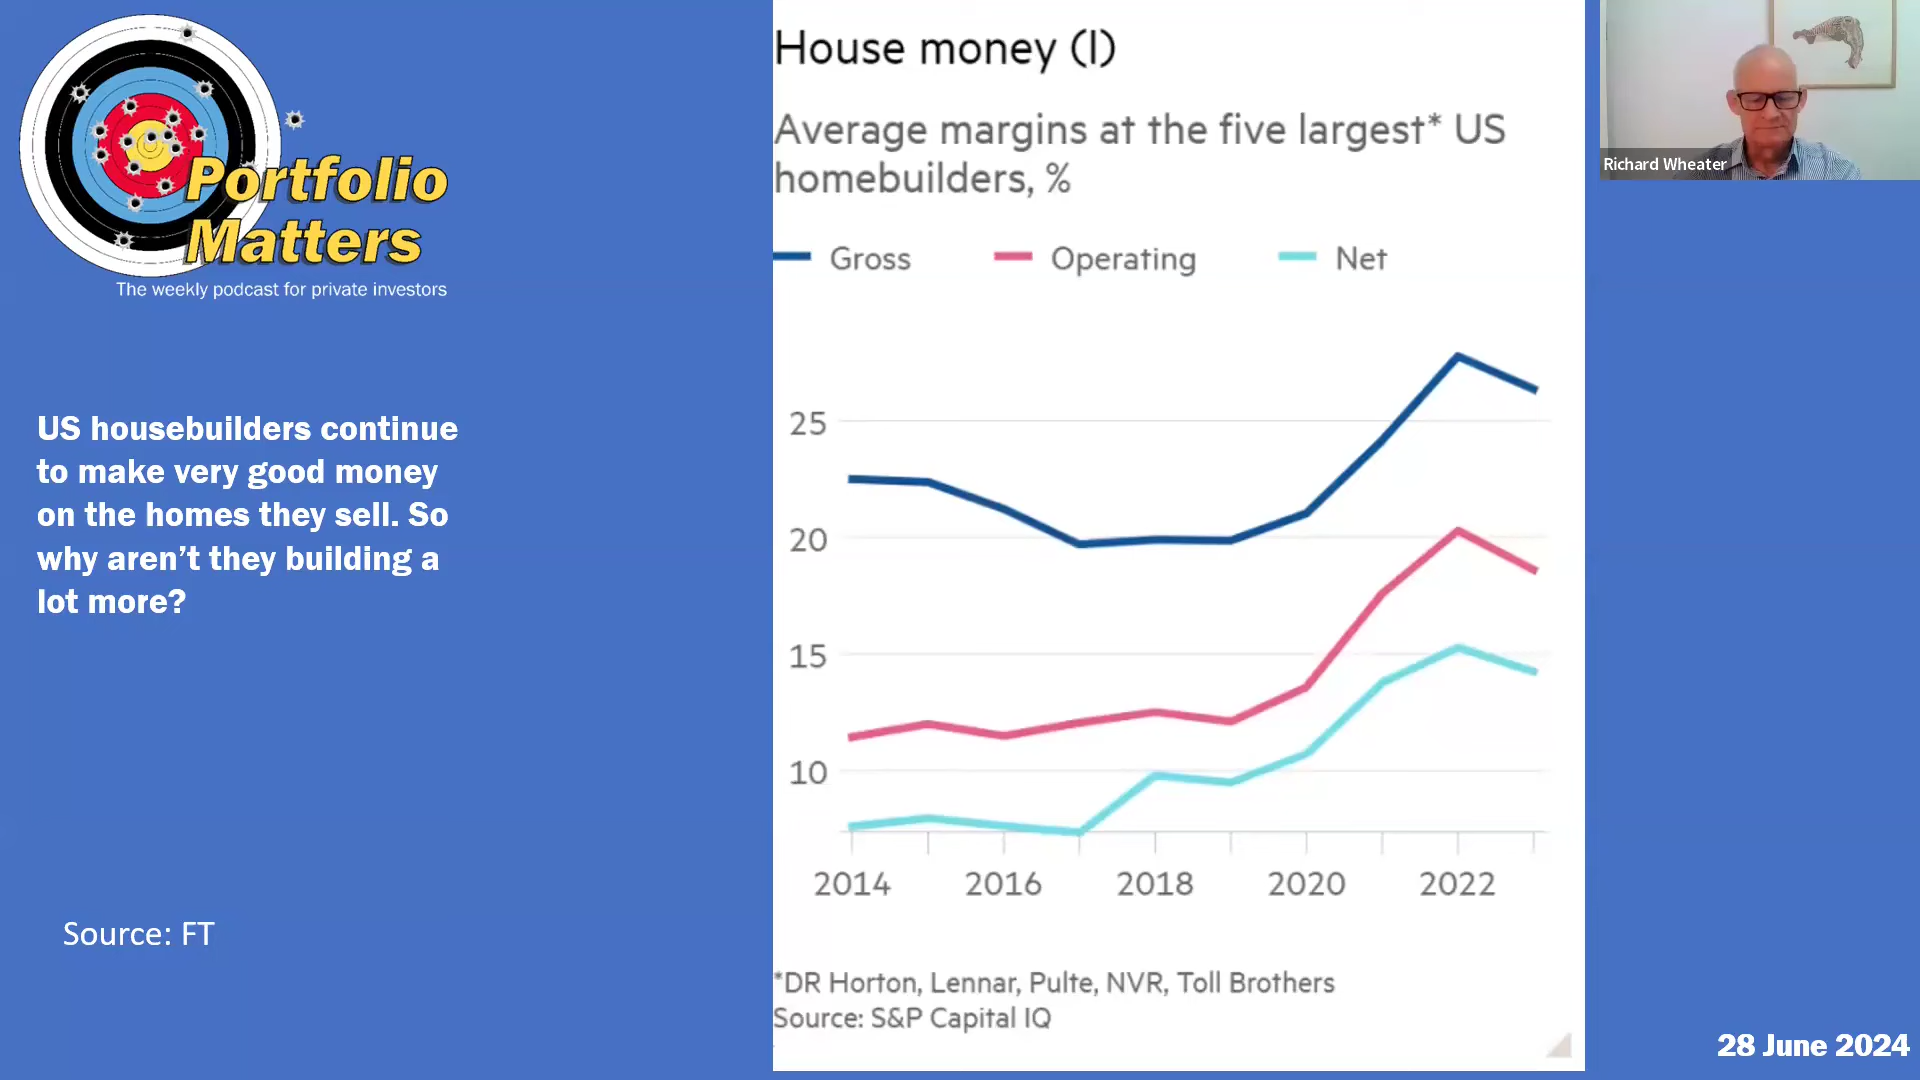 Portfolio
Matters
The weekly podcast for private investors
US housebuilders continue
to make very good money
on the homes they sell. So
why aren't they building a
lot more?
Source: FT
House money (I)
Average margins at the five largest* US
homebuilders, %
Gross
Operating
Net
25
20
15
10
2014
2016
2018
2020
2022
*DR Horton, Lennar, Pulte, NVR, Toll Brothers
Source: S&P Capital IQ
Richard Wheater
28 June 2024